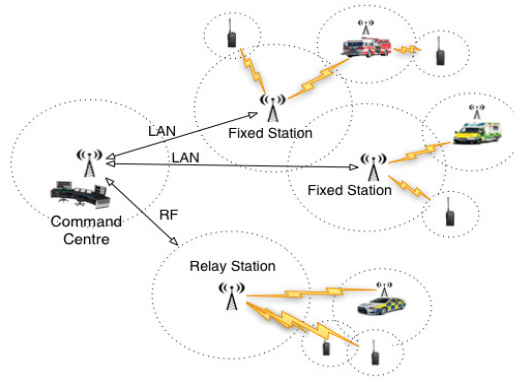 LAN
Fixed Station
LAN
Fixed Station
Command
Centre
RF
Relay Station